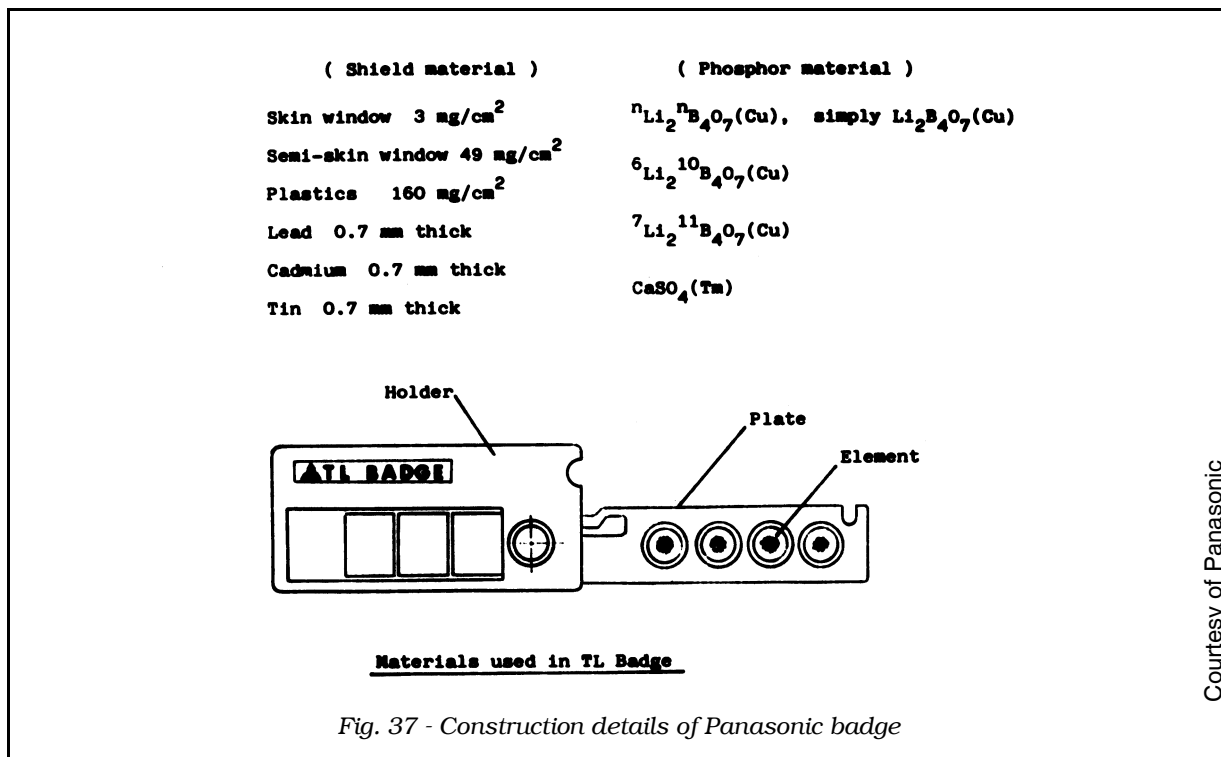 ( Shield material )
Skin window 3 mg/cm²
Semi-skin window 49 mg/cm²
Plastics 160 mg/cm²
Lead 0.7 mm thick
Cadmium 0.7 mm thick
Tin 0.7 mm thick
( Phosphor material )
ⁿLi₂ⁿB₄O₇(Cu), simply Li₂B₄O₇(Cu)
⁶Li₂¹⁰B₄O₇(Cu)
⁷Li₂¹¹B₄O₇(Cu)
CaSO₄(Tm)
Holder
Plate
Element
TL BADGE
Materials used in TL Badge
Fig. 37 - Construction details of Panasonic badge
Courtesy of Panasonic